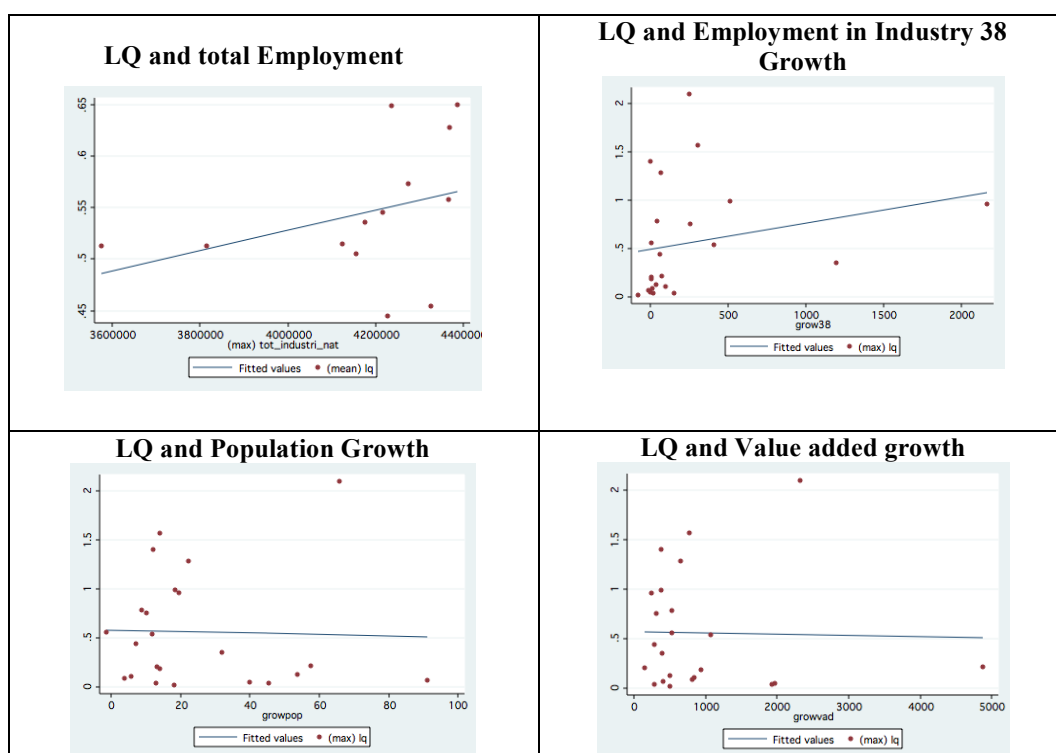 LQ and total Employment
.65
.6
.55
.5
.45
3600000 3800000 4000000 4200000 4400000
(max) tot_industri_nat
Fitted values (mean) lq
LQ and Employment in Industry 38
Growth
2
1.5
1
.5
0
0 500 1000 1500 2000
grow38
Fitted values (max) lq
LQ and Population Growth
2
1.5
1
.5
0
0 20 40 60 80 100
growpop
Fitted values (max) lq
LQ and Value added growth
2
1.5
1
.5
0
0 1000 2000 3000 4000 5000
growvad
Fitted values (max) lq